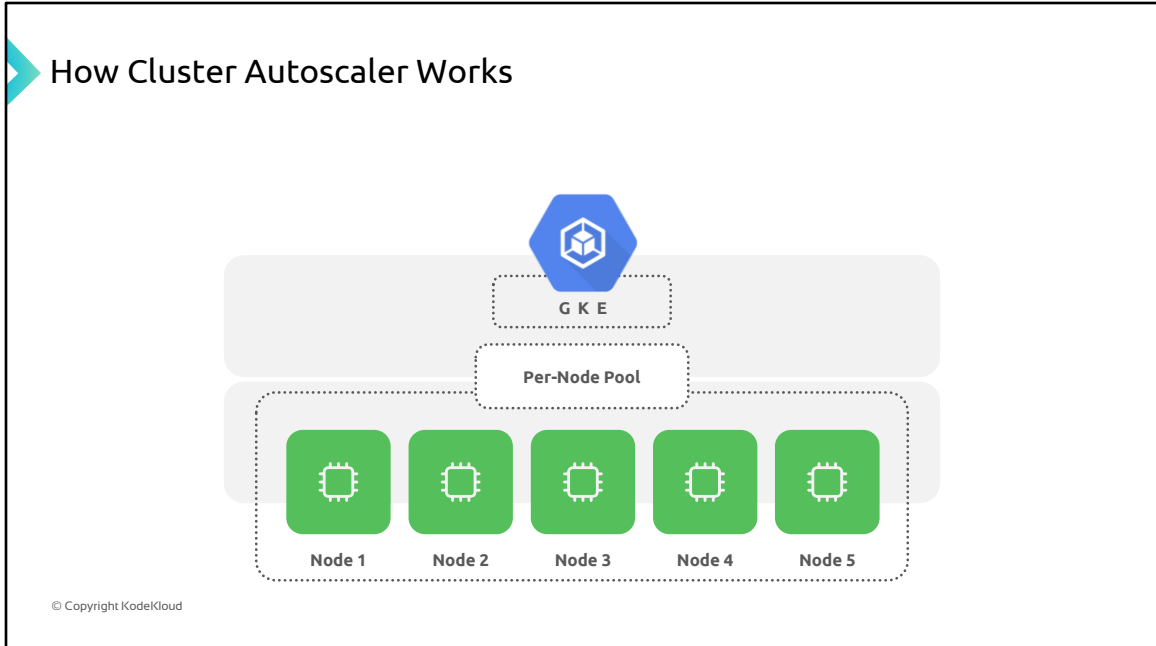 How Cluster Autoscaler Works
G K E
Per-Node Pool
Node 1
Node 2
Node 3
Node 4
Node 5
© Copyright KodeKloud